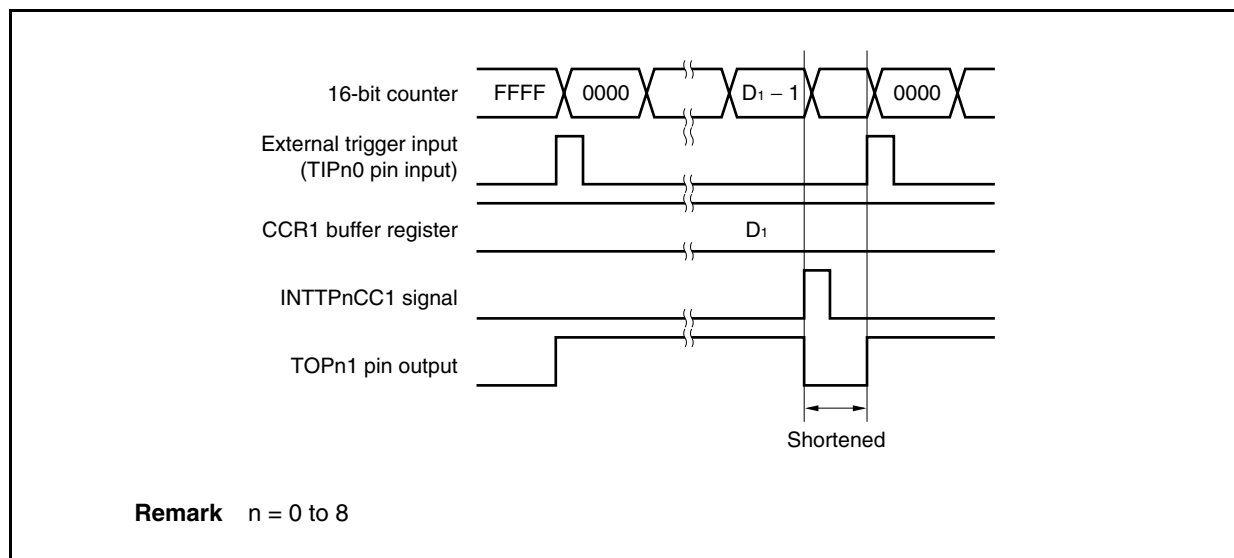 16-bit counter FFFF 0000 D₁ − 1 0000
External trigger input
(TIPn0 pin input)
CCR1 buffer register D₁
INTTPnCC1 signal
TOPn1 pin output
Shortened
Remark n = 0 to 8